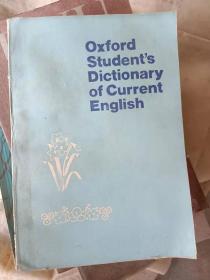 Oxford
Student's
Dictionary
of Current
English